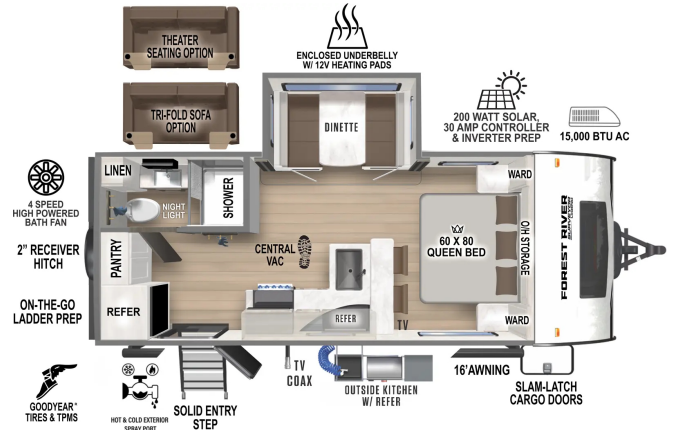 THEATER
SEATING OPTION
TRI-FOLD SOFA
OPTION
ENCLOSED UNDERBELLY
W/ 12V HEATING PADS
DINETTE
200 WATT SOLAR,
30 AMP CONTROLLER
& INVERTER PREP
15,000 BTU AC
4 SPEED
HIGH POWERED
BATH FAN
2" RECEIVER
HITCH
ON-THE-GO
LADDER PREP
LINEN
NIGHT
LIGHT
SHOWER
PANTRY
REFER
CENTRAL
VAC
REFER
TV
60 X 80
QUEEN BED
WARD
OH STORAGE
WARD
FOREST RIVER
GOODYEAR®
TIRES & TPMS
HOT & COLD EXTERIOR
SPRAY PORT
SOLID ENTRY
STEP
TV
COAX
OUTSIDE KITCHEN
W/ REFER
16' AWNING
SLAM-LATCH
CARGO DOORS